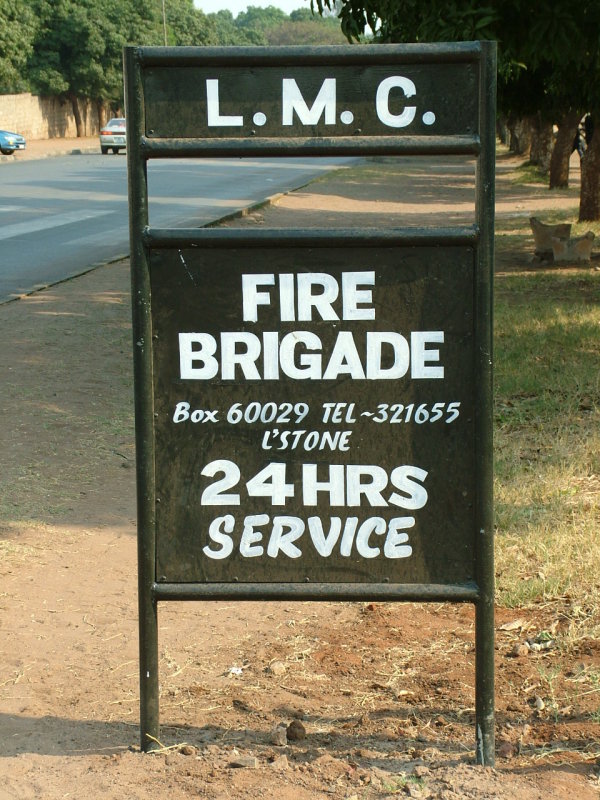 L. M. C.
FIRE
BRIGADE
Box 60029 TEL~321655
L'STONE
24 HRS
SERVICE